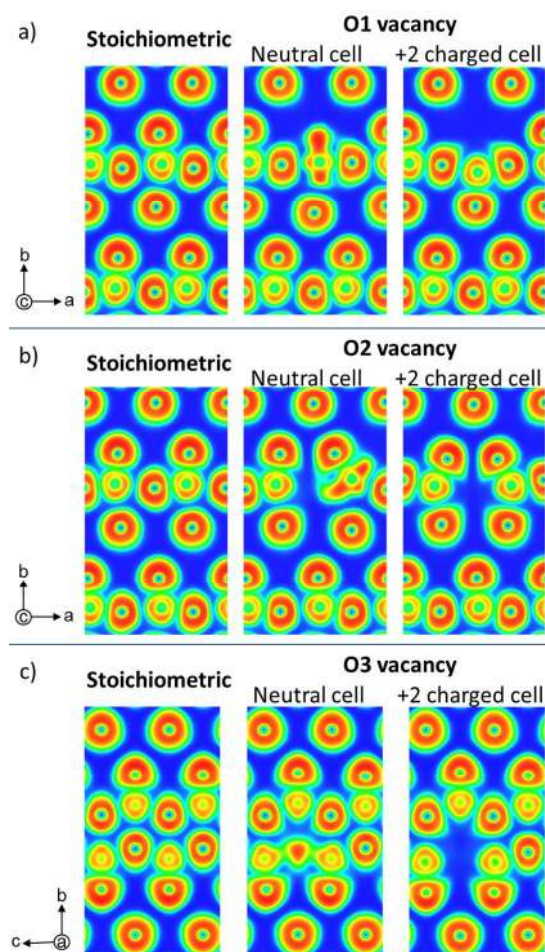 a)
O1 vacancy
Stoichiometric Neutral cell +2 charged cell
b
c a
b)
O2 vacancy
Stoichiometric Neutral cell +2 charged cell
b
c a
c)
O3 vacancy
Stoichiometric Neutral cell +2 charged cell
b
c a